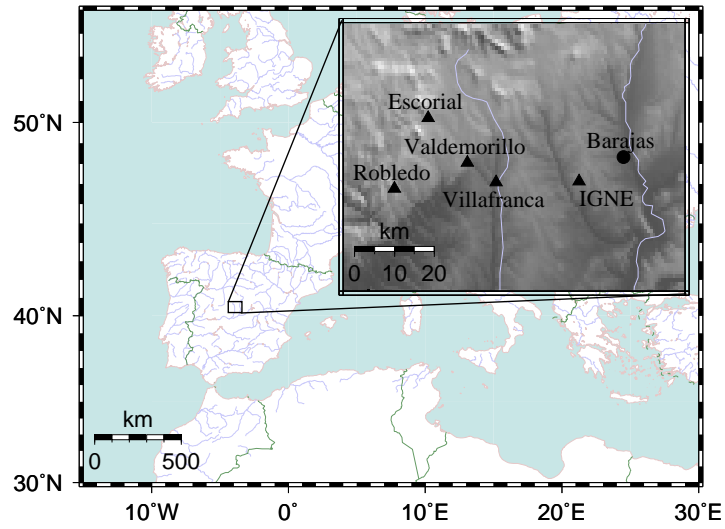 50˚N
40˚N
30˚N
10˚W
0˚
10˚E
20˚E
30˚E
km
0 500
Escorial
Valdemorillo
Barajas
Robledo
Villafranca
IGNE
km
0 10 20